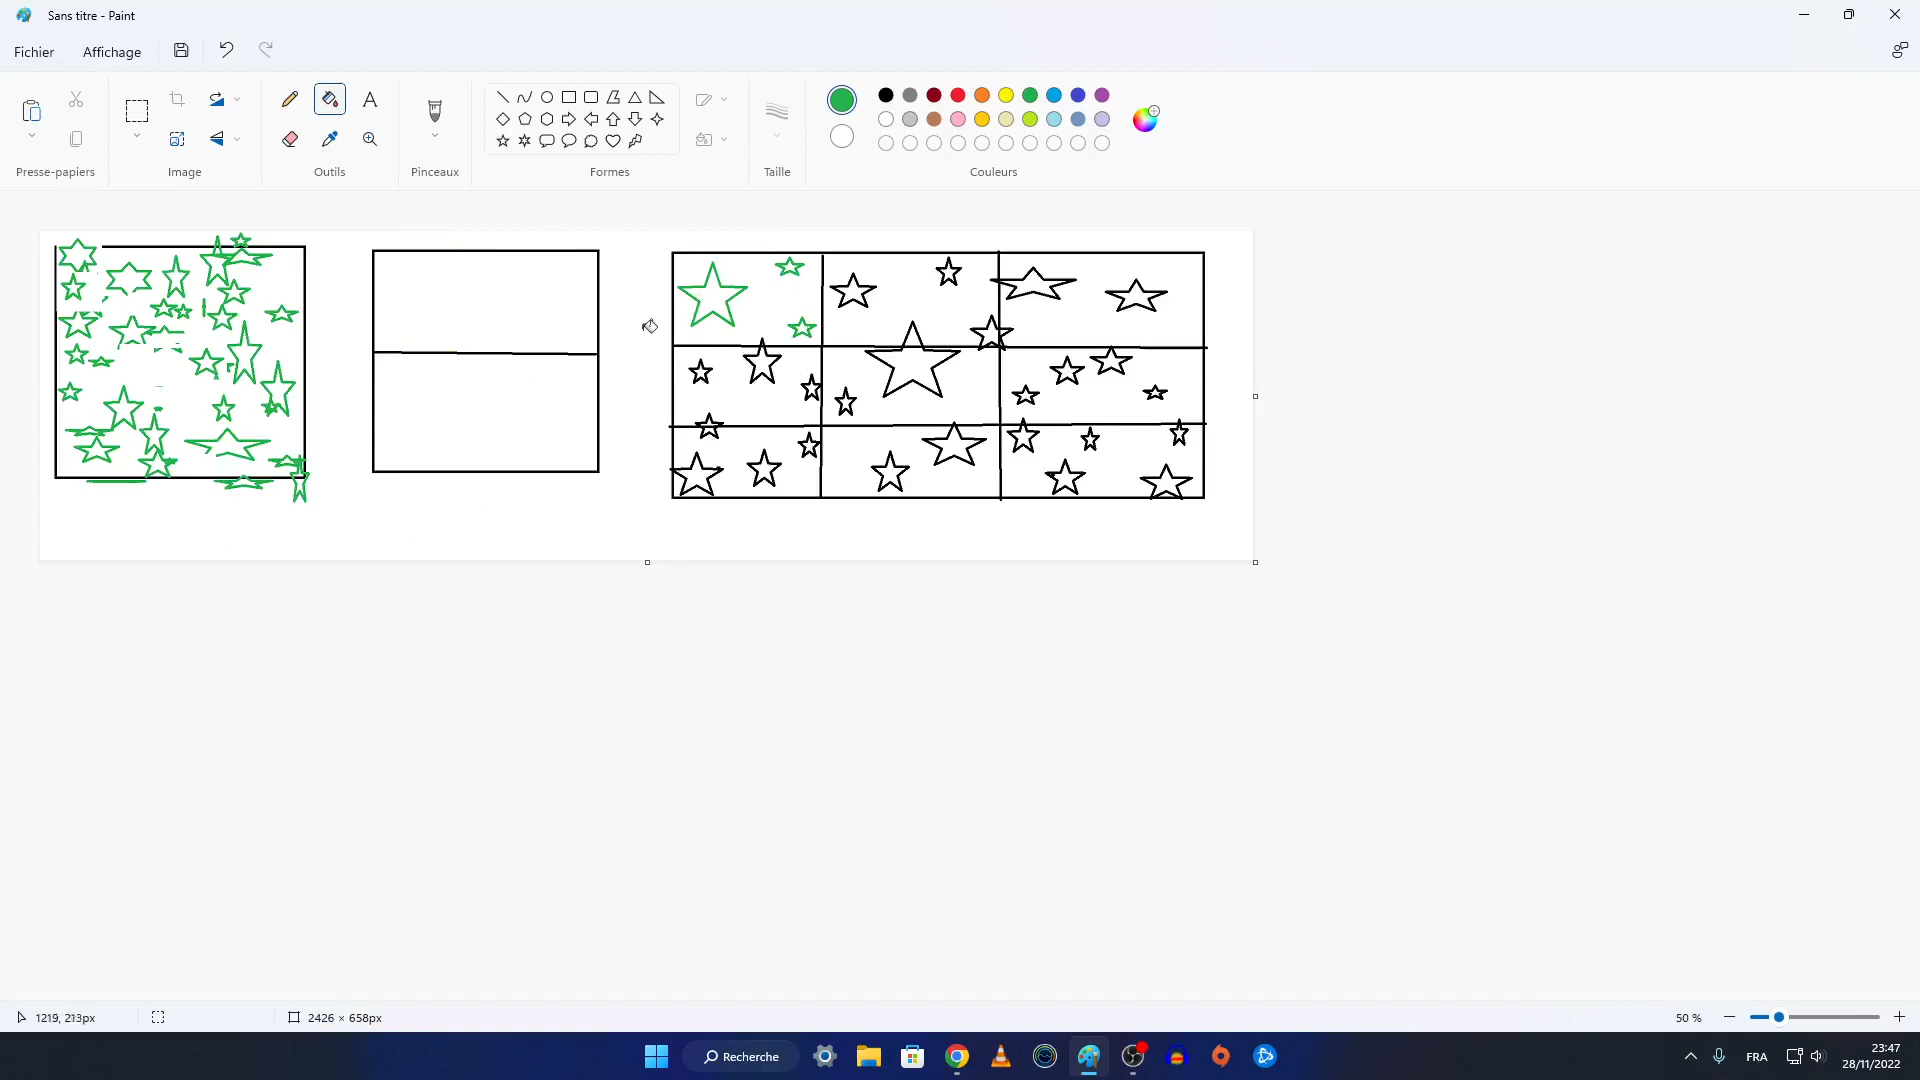 Sans titre - Paint
Fichier
Affichage
Presse-papiers
Image
Outils
Pinceaux
Formes
Taille
Couleurs
1219, 213px
2426 × 658px
50 %
Recherche
FRA
23:47
28/11/2022